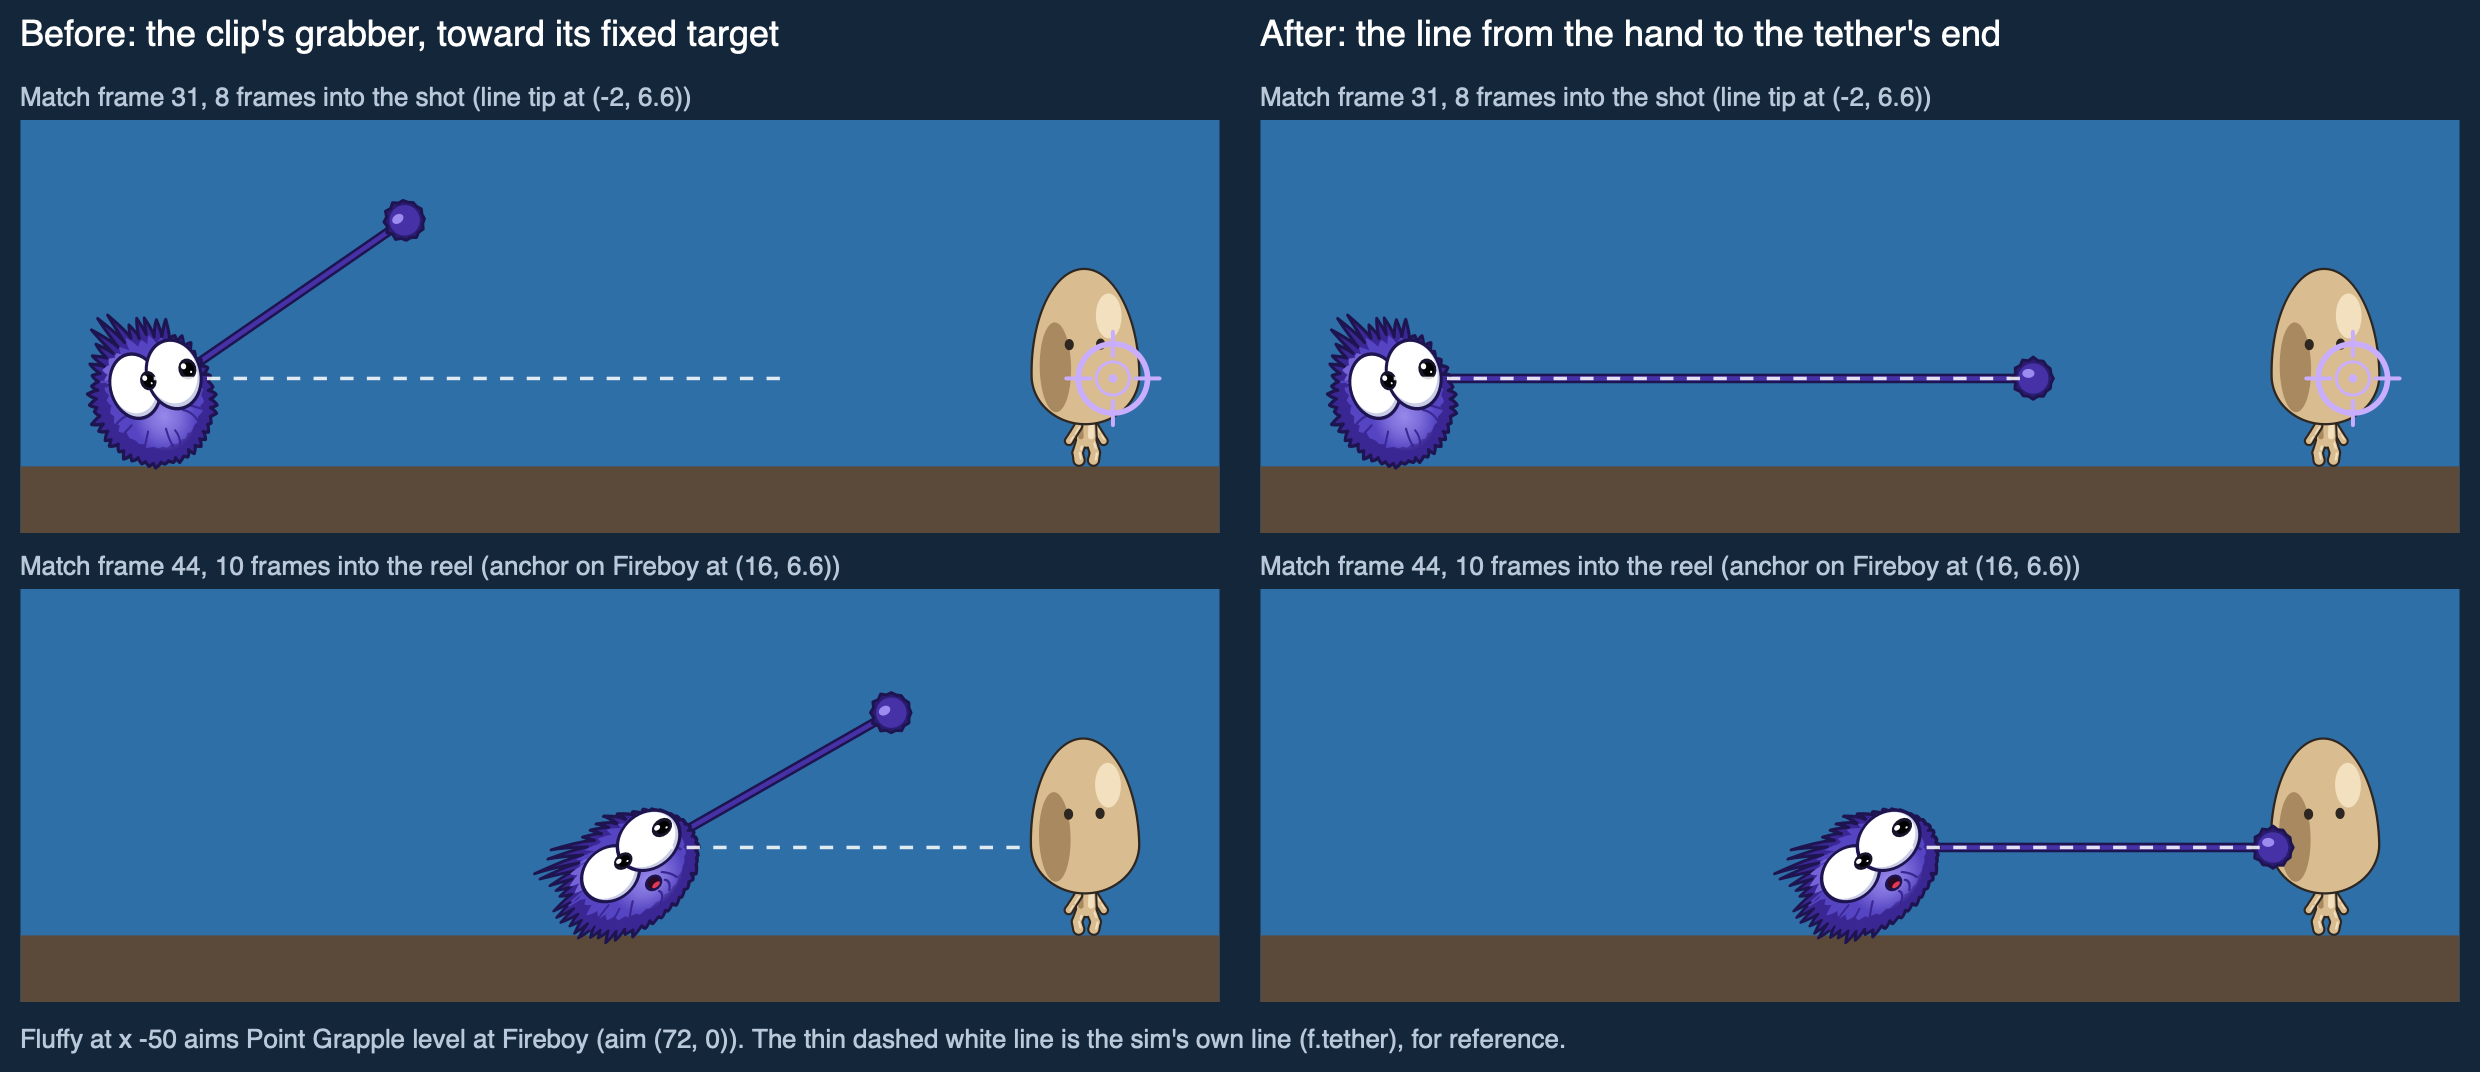 Before: the clip's grabber, toward its fixed target
After: the line from the hand to the tether's end
Match frame 31, 8 frames into the shot (line tip at (-2, 6.6))
Match frame 31, 8 frames into the shot (line tip at (-2, 6.6))
Match frame 44, 10 frames into the reel (anchor on Fireboy at (16, 6.6))
Match frame 44, 10 frames into the reel (anchor on Fireboy at (16, 6.6))
Fluffy at x -50 aims Point Grapple level at Fireboy (aim (72, 0)). The thin dashed white line is the sim's own line (f.tether), for reference.